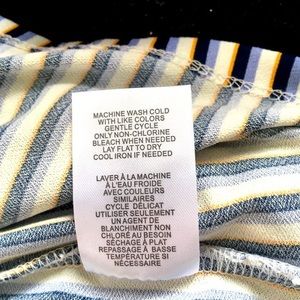 MACHINE WASH COLD
WITH LIKE COLORS
GENTLE CYCLE
ONLY NON-CHLORINE
BLEACH WHEN NEEDED
LAY FLAT TO DRY
COOL IRON IF NEEDED
LAVER À LA MACHINE
À L'EAU FROIDE
AVEC COULEURS
SIMILAIRES
CYCLE DÉLICAT
UTILISER SEULEMENT
UN AGENT DE
BLANCHIMENT NON
CHLORÉ AU BESOIN
SÉCHAGE À PLAT
REPASSAGE À BASSE
TEMPÉRATURE SI
NÉCESSAIRE